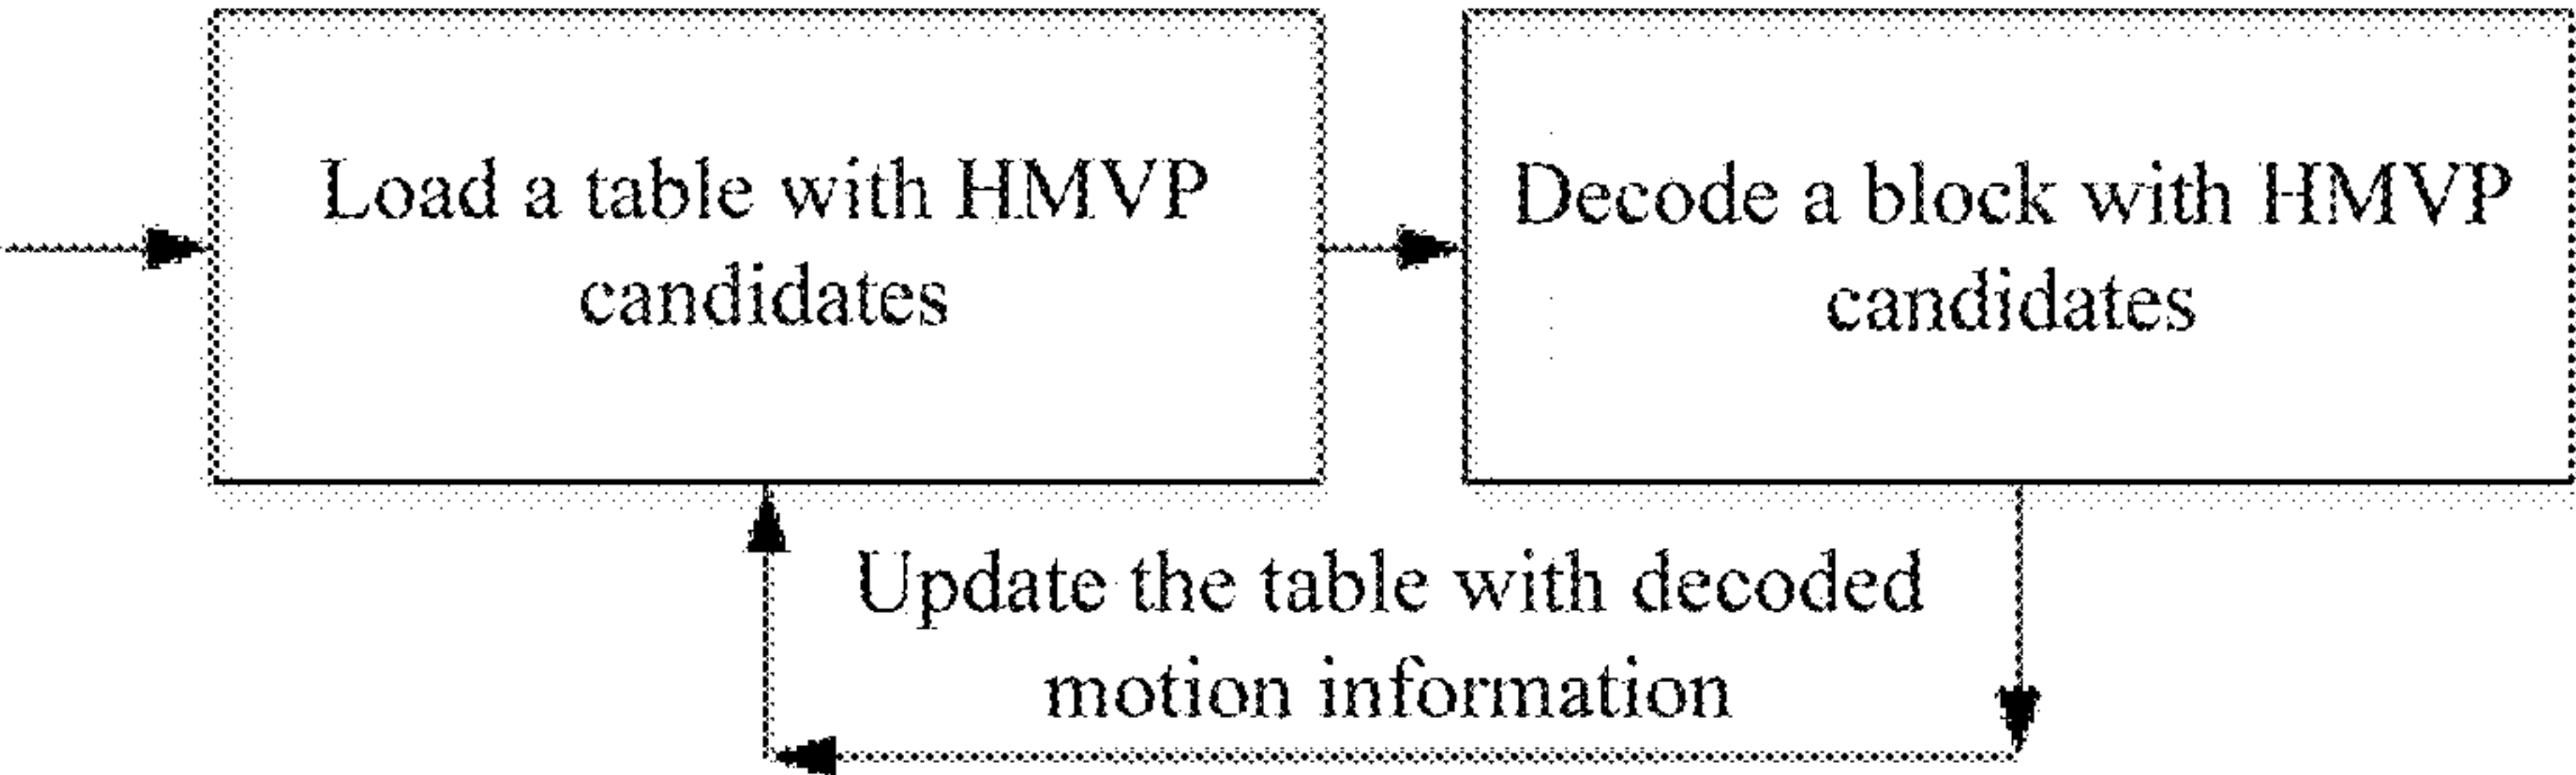 Load a table with HMVP
candidates
Decode a block with HMVP
candidates
Update the table with decoded
motion information